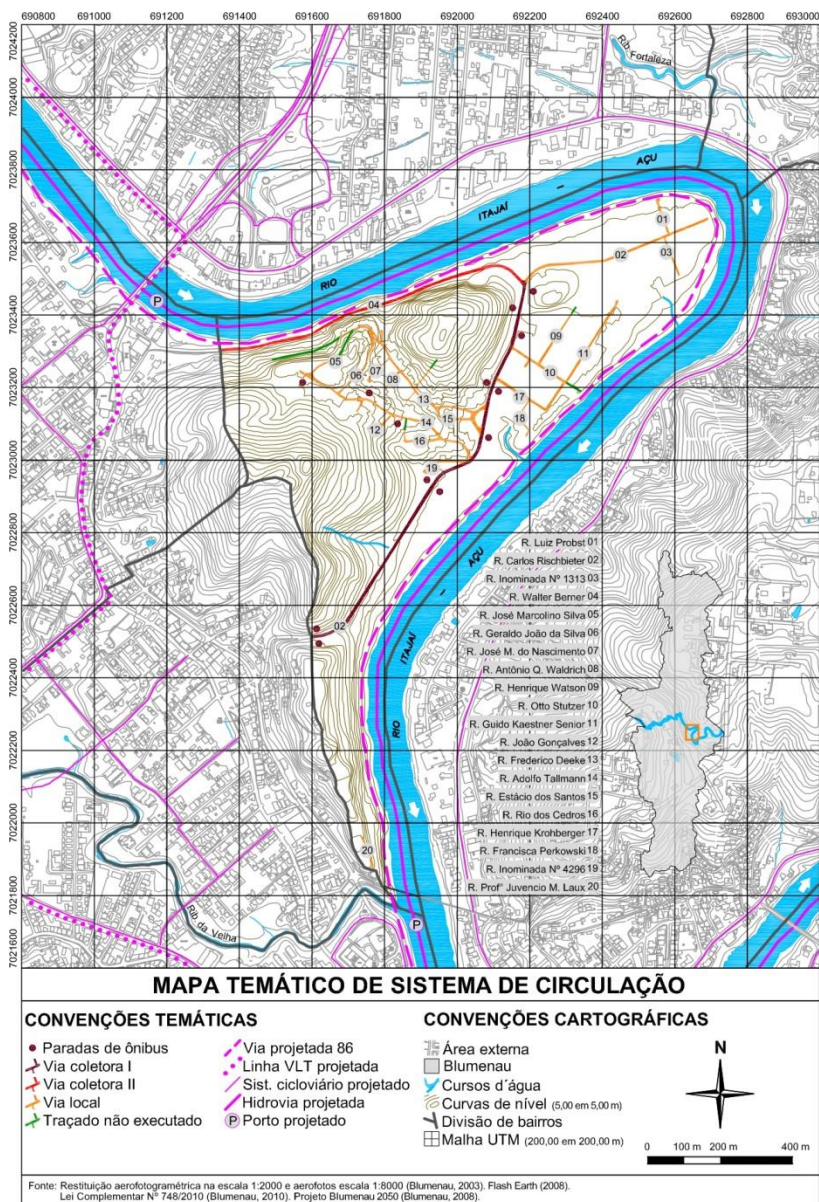 690800 691000 691200 691400 691600 691800 692000 692200 692400 692600 692800 693000
7024200
7024000
7023800
7023600
7023400
7023200
7023000
7022800
7022600
7022400
7022200
7022000
7021800
7021600
Rib. Fortaleza
RIO ITAJAÍ - AÇU
01
02
03
04
P
05
06
07
08
09
10
11
12
13
14
15
16
17
18
19
02
RIO ITAJAÍ - AÇU
20
Rib. da Velha
P
R. Luiz Probst 01
R. Carlos Rischbieter 02
R. Inominada Nº 1313 03
R. Walter Berner 04
R. José Marcolino Silva 05
R. Geraldo João da Silva 06
R. José M. do Nascimento 07
R. Antônio Q. Waldrich 08
R. Henrique Watson 09
R. Otto Stutzer 10
R. Guido Kaestner Senior 11
R. João Gonçalves 12
R. Frederico Deeke 13
R. Adolfo Tallmann 14
R. Estácio dos Santos 15
R. Rio dos Cedros 16
R. Henrique Krohberger 17
R. Francisca Perkowski 18
R. Inominada Nº 4296 19
R. Profº Juvencio M. Laux 20
MAPA TEMÁTICO DE SISTEMA DE CIRCULAÇÃO
CONVENÇÕES TEMÁTICAS
Paradas de ônibus
Via coletora I
Via coletora II
Via local
Traçado não executado
Via projetada 86
Linha VLT projetada
Sist. cicloviário projetado
Hidrovia projetada
P Porto projetado
CONVENÇÕES CARTOGRÁFICAS
Área externa
Blumenau
Cursos d´água
Curvas de nível (5,00 em 5,00 m)
Divisão de bairros
Malha UTM (200,00 em 200,00 m)
N
0 100 m 200 m 400 m
Fonte: Restituição aerofotogramétrica na escala 1:2000 e aerofotos escala 1:8000 (Blumenau, 2003). Flash Earth (2008).
Lei Complementar Nº 748/2010 (Blumenau, 2010). Projeto Blumenau 2050 (Blumenau, 2008).